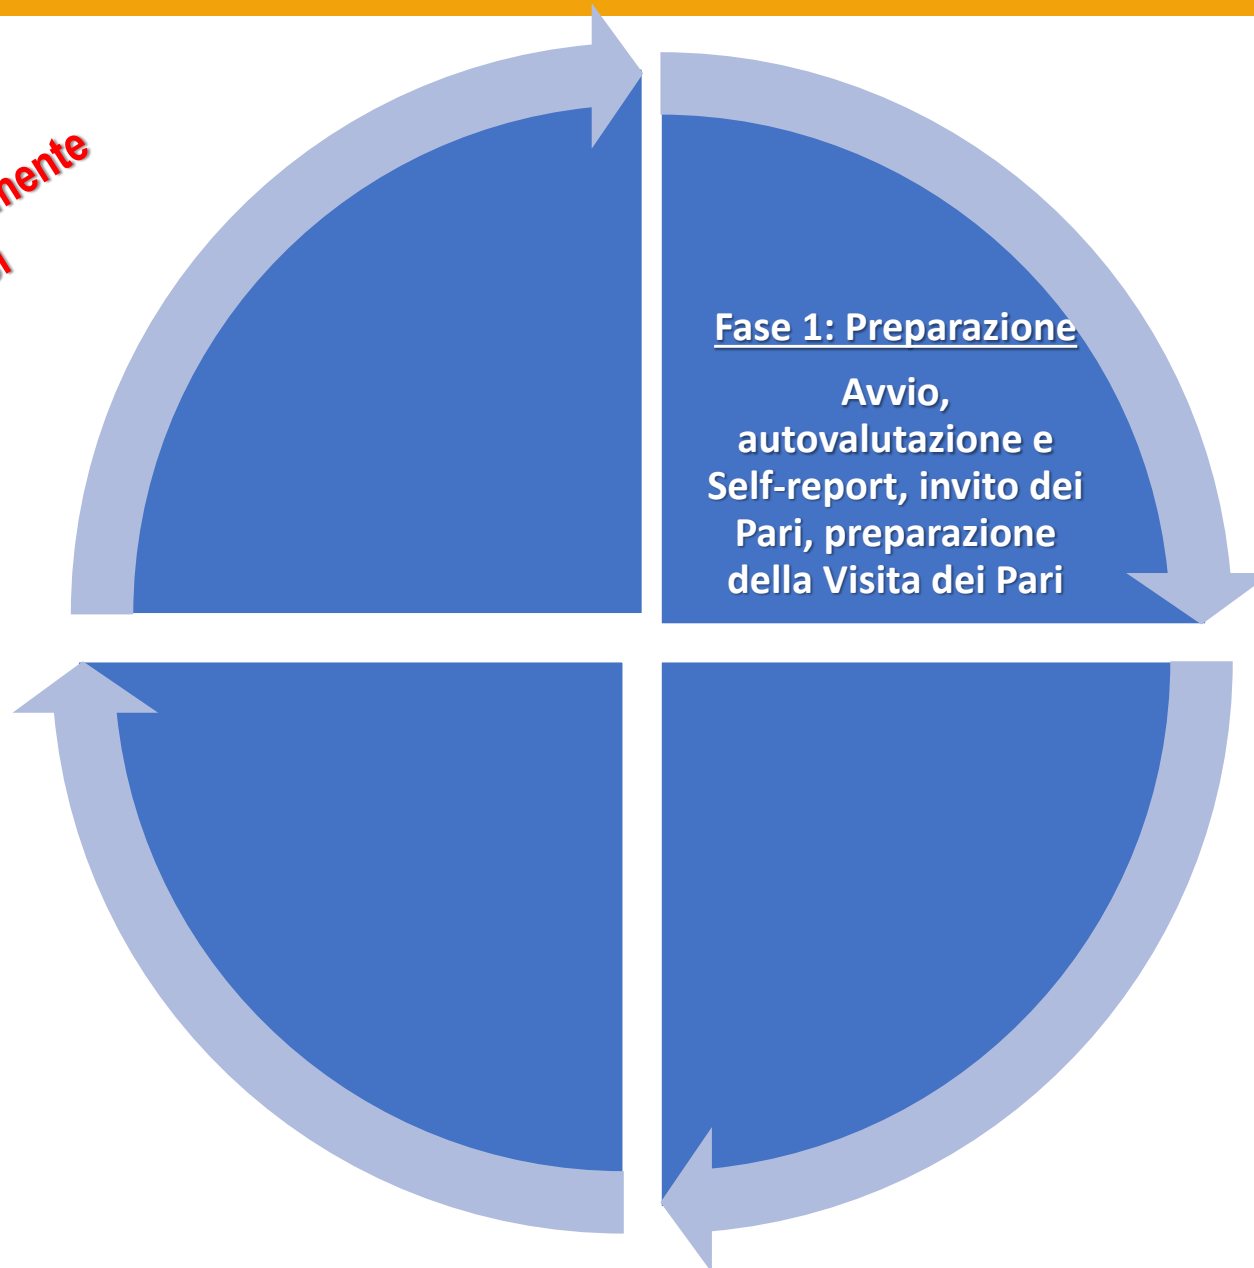 Fase 1: Preparazione
Avvio,
autovalutazione e
Self-report, invito dei
Pari, preparazione
della Visita dei Pari